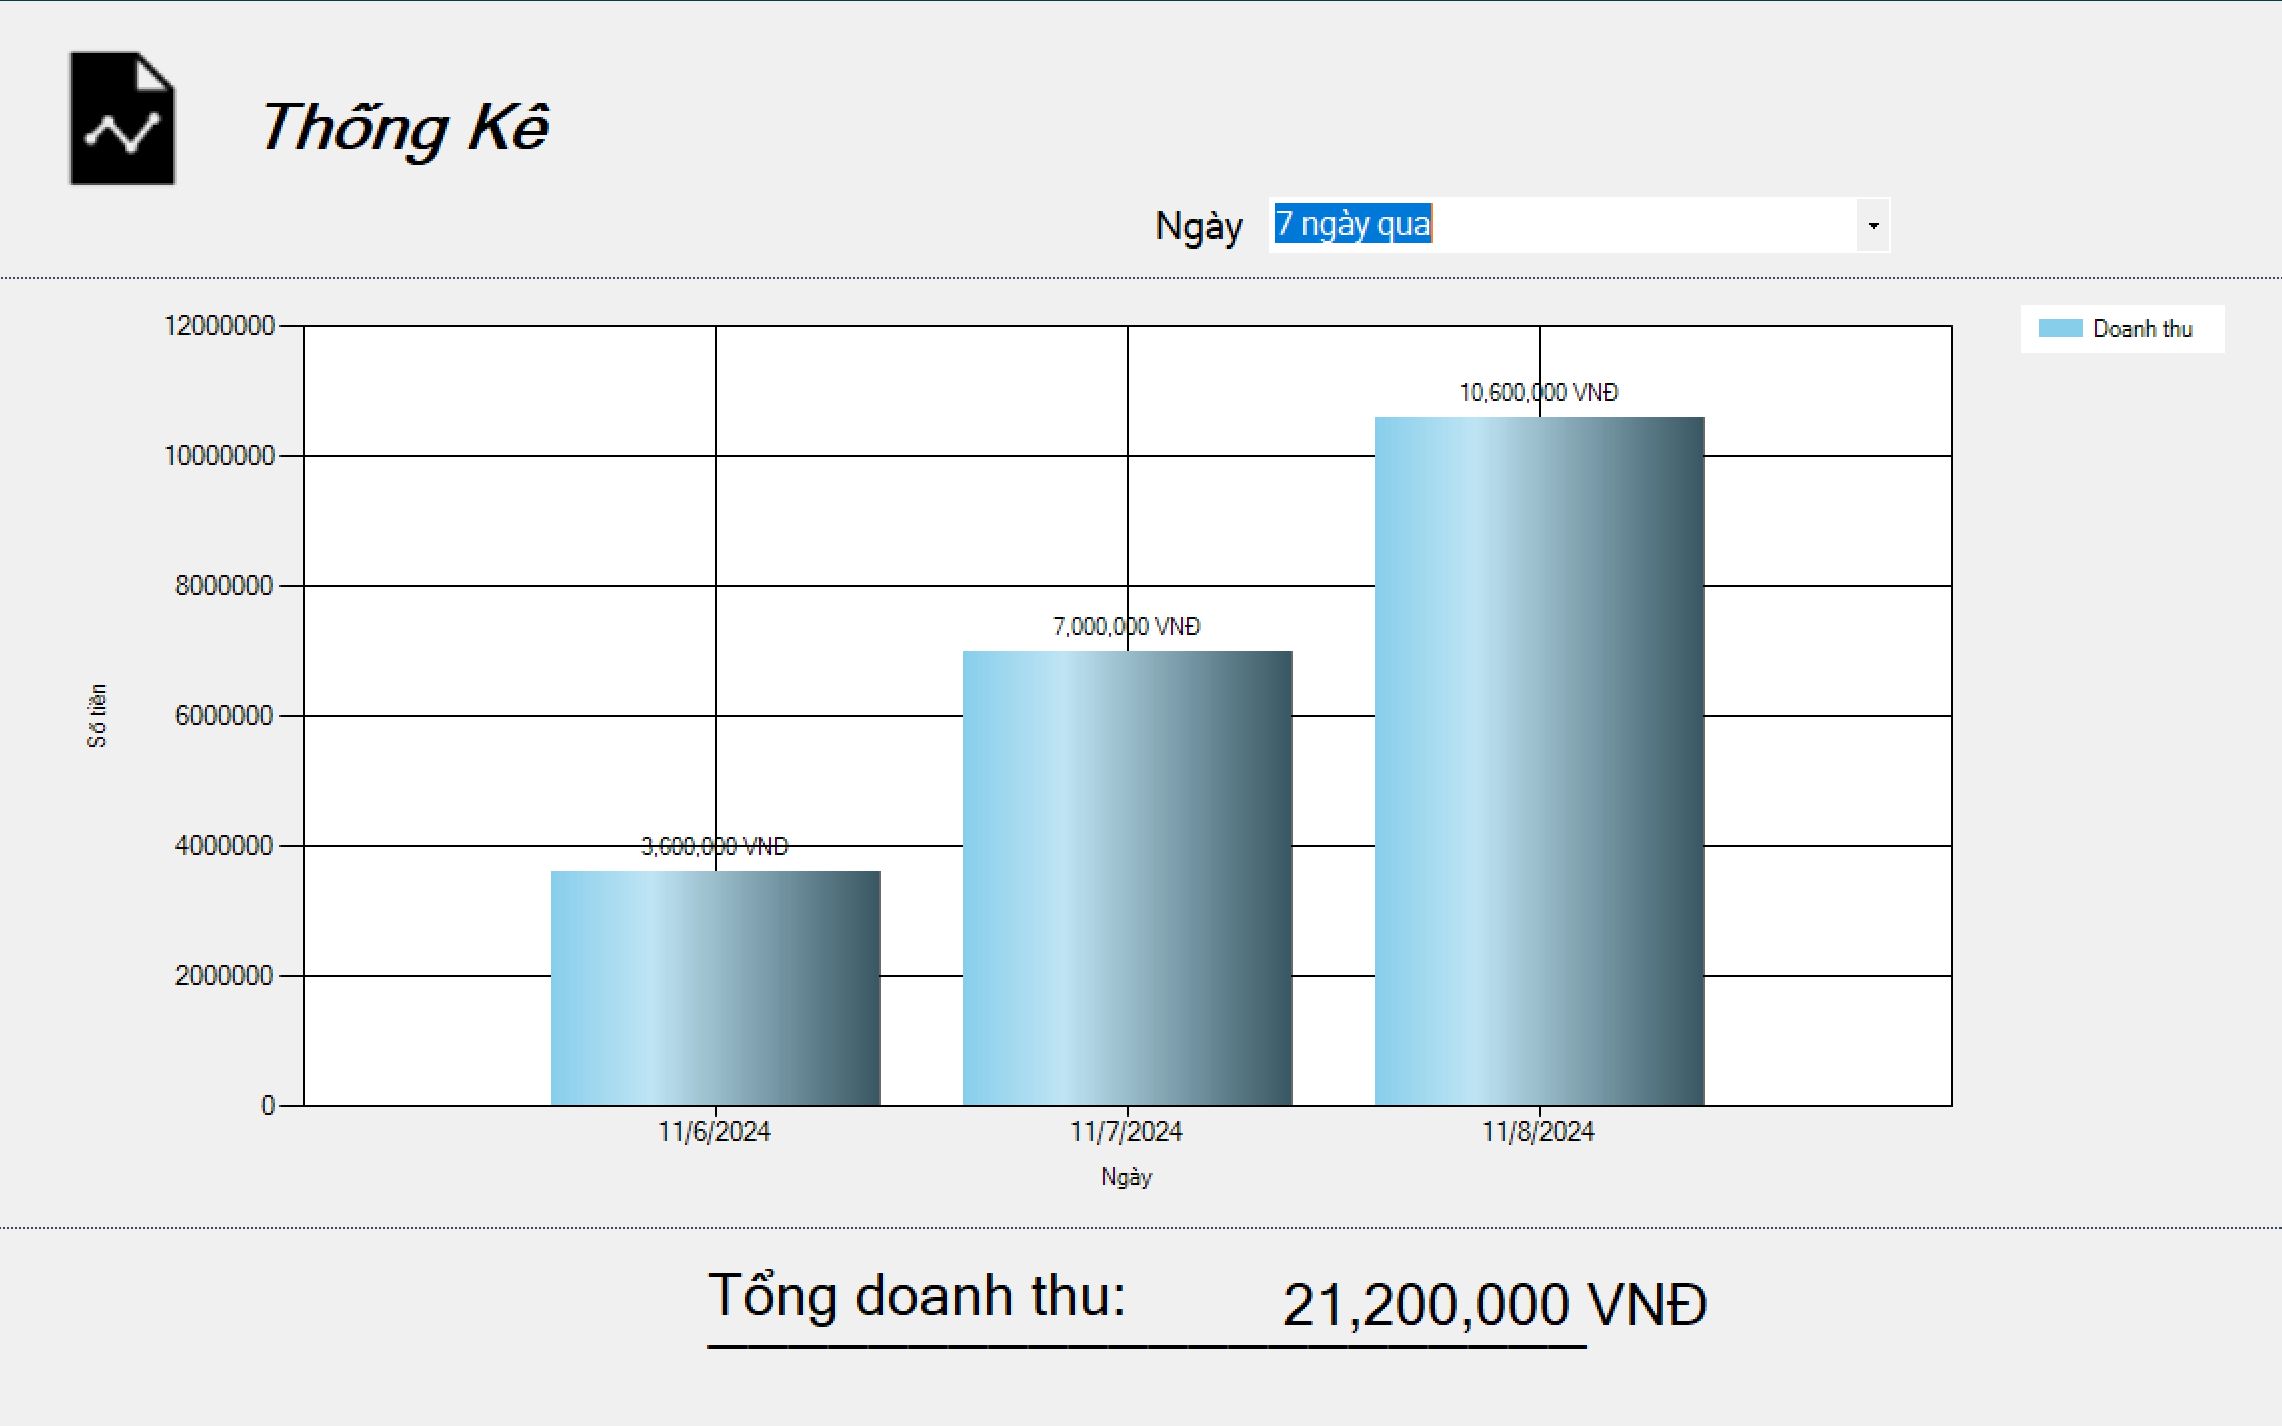 Thống Kê
Ngày 7 ngày qua
Doanh thu
12000000
10000000
8000000
6000000
4000000
2000000
0
Số tiền
10,600,000 VNĐ
7,000,000 VNĐ
3,600,000 VNĐ
11/6/2024 11/7/2024 11/8/2024
Ngày
Tổng doanh thu: 21,200,000 VNĐ